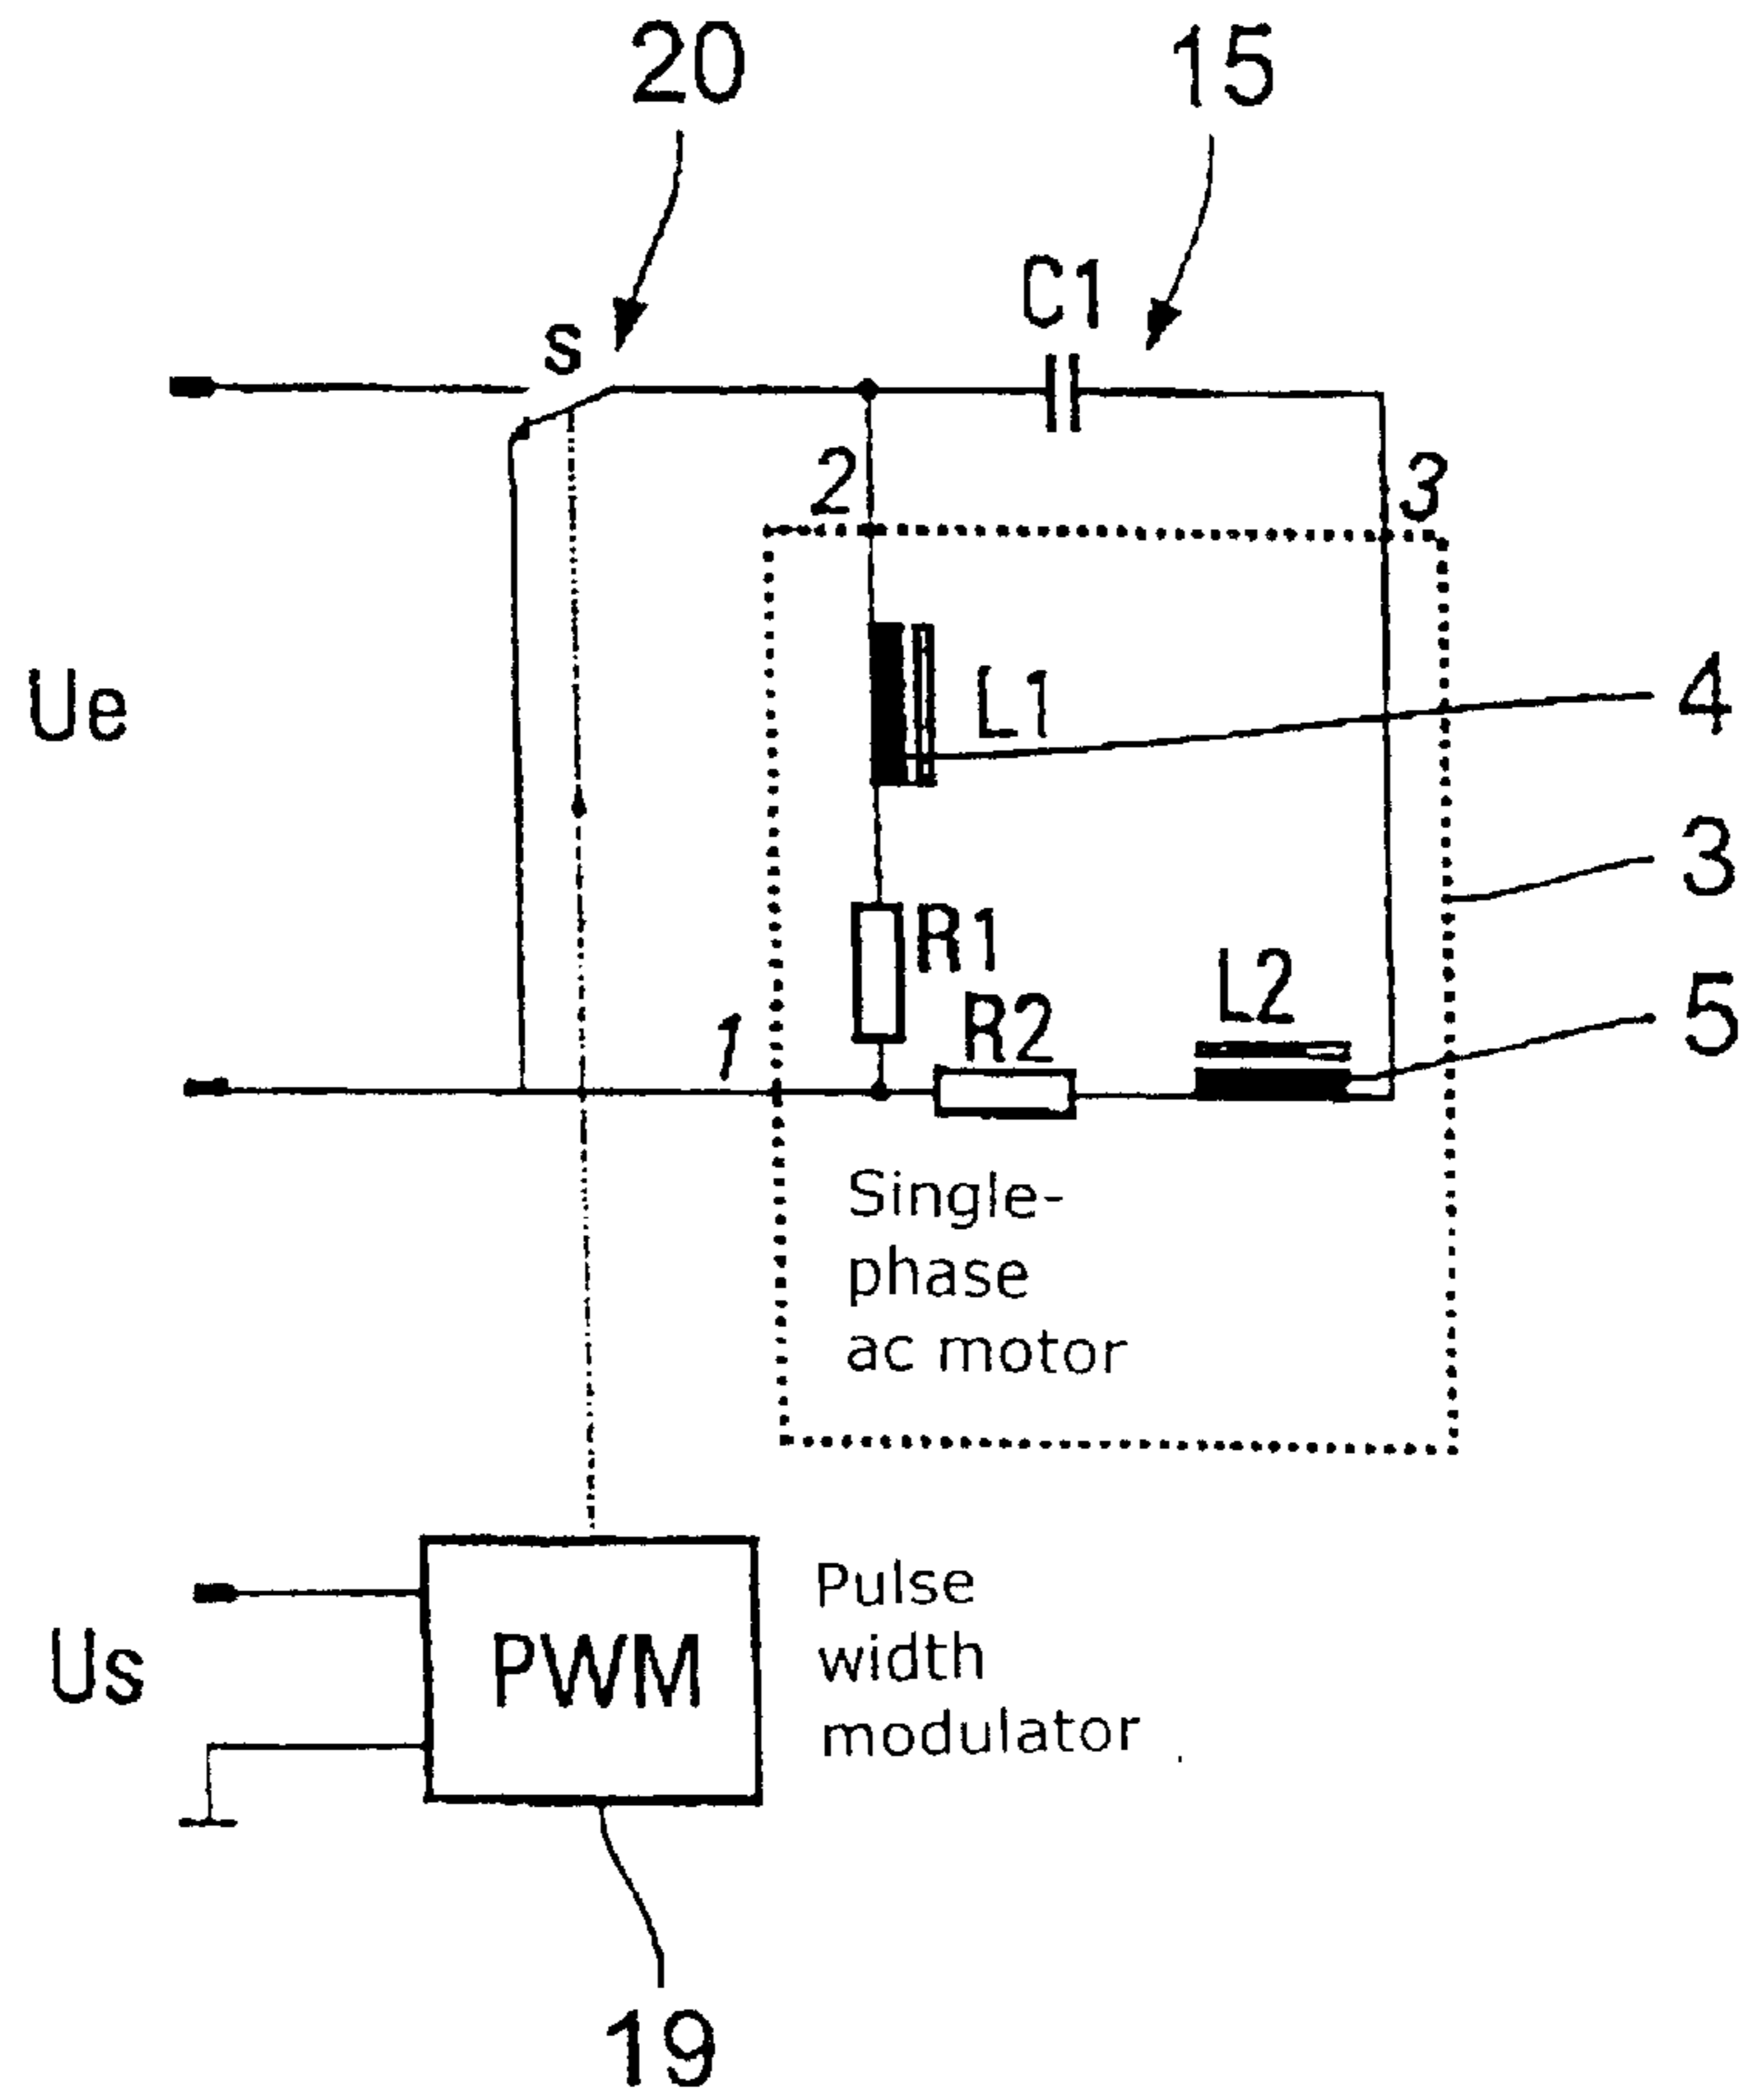 20
15
C1
s
2
3
Ue
L1
4
3
R1
L2
R2
5
1
Single-
phase
ac motor
Pulse
width
modulator
PWM
Us
19